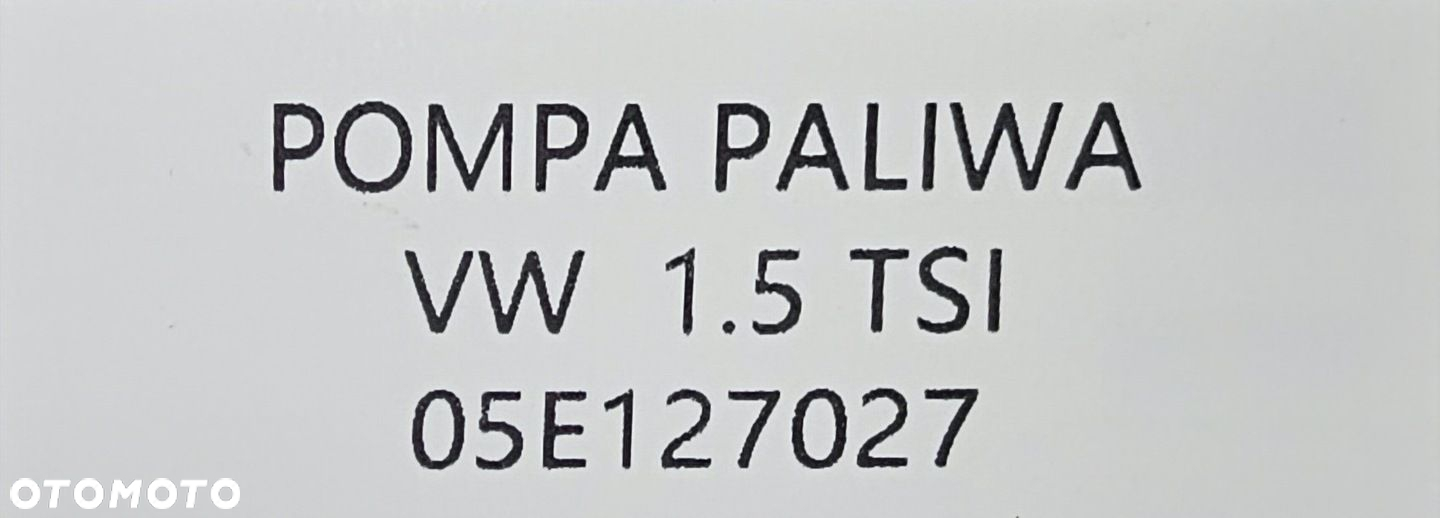 POMPA PALIWA
VW 1.5 TSI
05E127027
OTOMOTO